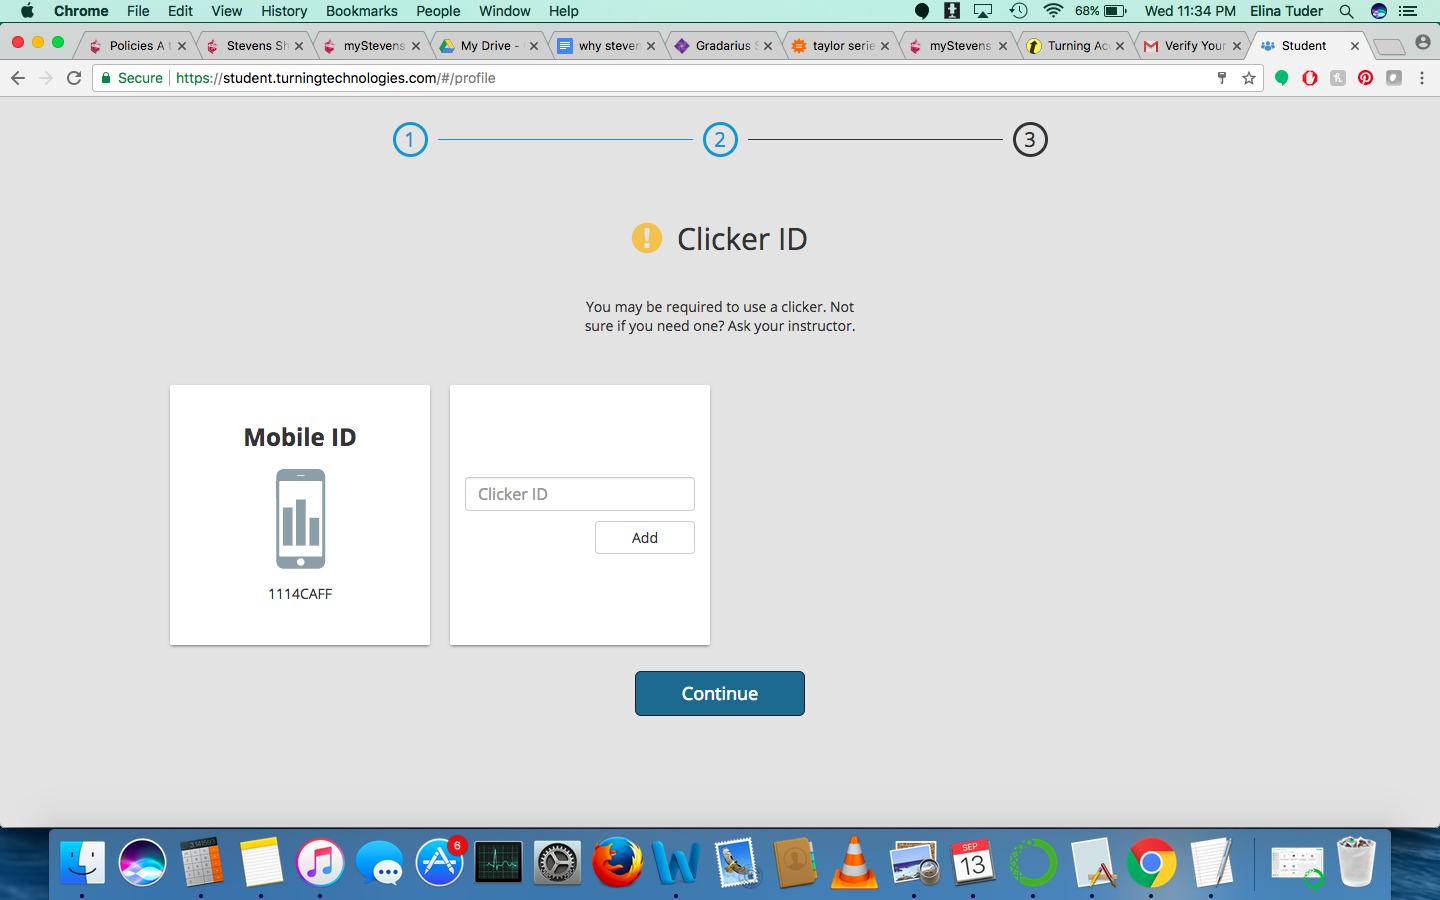 Chrome File Edit View History Bookmarks People Window Help 68% Wed 11:34 PM Elina Tuder
Policies A t Stevens Sh myStevens My Drive - why steven Gradarius taylor serie myStevens Turning Acc Verify Your Student
Secure https://student.turningtechnologies.com/#/profile
1 2 3
! Clicker ID
You may be required to use a clicker. Not
sure if you need one? Ask your instructor.
Mobile ID
Clicker ID
Add
1114CAFF
Continue
6
SEP
13